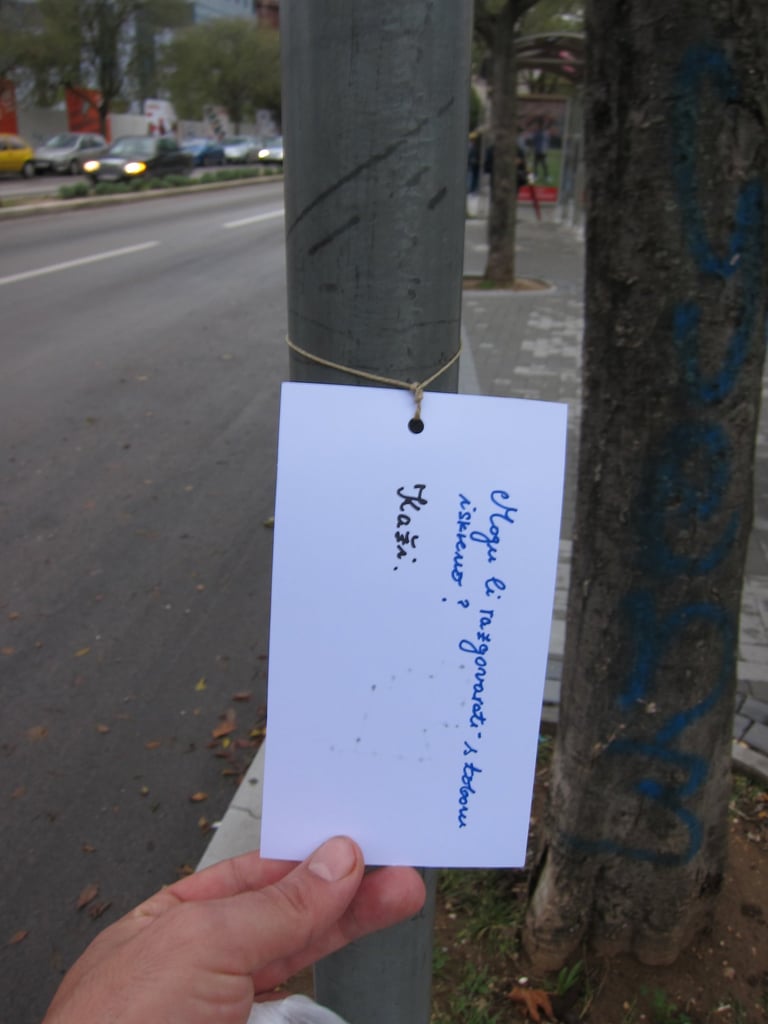 Mogu li razgovarati s tobom
iskreno?
Kaži.